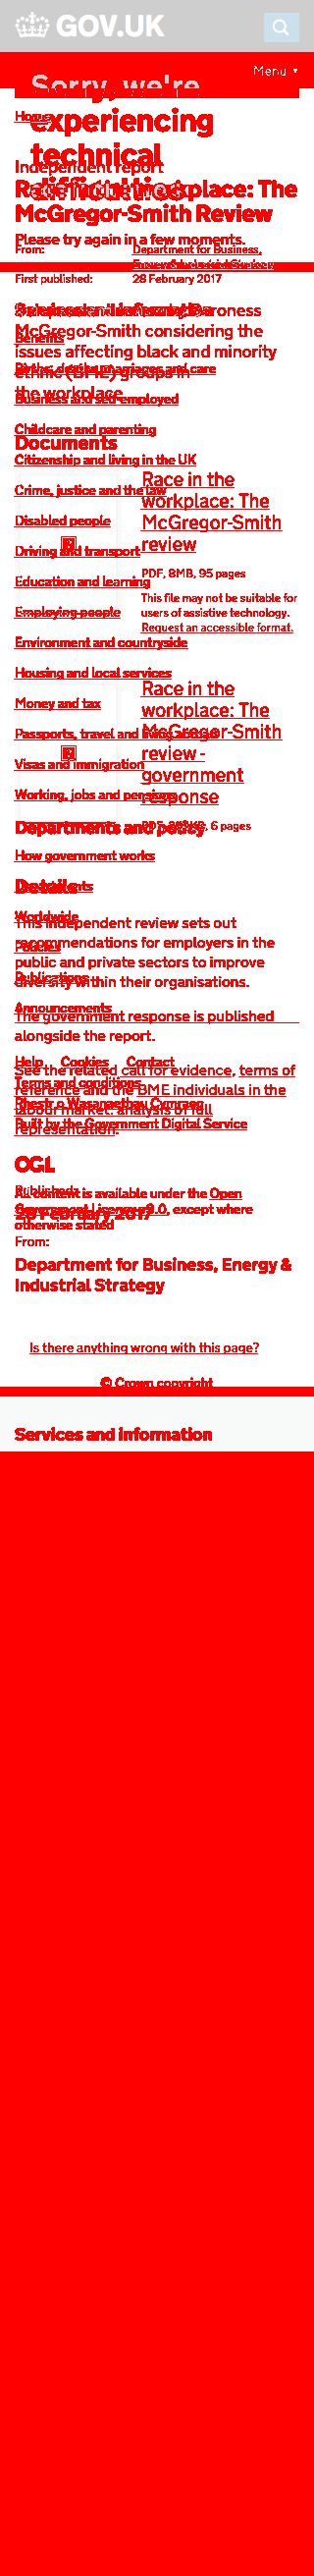 GOV.UK
Menu ▼
Sorry, we're
experiencing
technical
difficulties
Home
Independent report
Race in the workplace: The
McGregor-Smith Review
Please try again in a few moments.
From:
Department for Business,
Energy & Industrial Strategy
First published:
28 February 2017
Baroness
McGregor-Smith considering the
issues affecting black and minority
ethnic (BME) groups in
the workplace
Benefits
Births, deaths, marriages and care
Business and self-employed
Childcare and parenting
Documents
Citizenship and living in the UK
Crime, justice and the law
Disabled people
Driving and transport
Education and learning
Employing people
Environment and countryside
Housing and local services
Money and tax
Passports, travel and living abroad
Visas and immigration
Working, jobs and pensions
Race in the
workplace: The
McGregor-Smith
review
PDF, 8MB, 95 pages
This file may not be suitable for
users of assistive technology.
Request an accessible format.
Race in the
workplace: The
McGregor-Smith
review -
government
response
6 pages
Departments and policy
How government works
Departments
Details
Worldwide
This independent review sets out
recommendations for employers in the
Policies
public and private sectors to improve
Publications
diversity within their organisations.
Announcements
The government response is published
alongside the report.
Help
Cookies
Contact
See the related call for evidence, terms of
Terms and conditions
reference and the BME individuals in the
Rhestr o Wasanaethau Cymraeg
labour market: analysis of full
Built by the Government Digital Service
representation.
OGL
Published:
All content is available under the Open
Government Licence v3.0, except where
28 February 2017
otherwise stated
From:
Department for Business, Energy &
Industrial Strategy
Is there anything wrong with this page?
© Crown copyright
Services and information